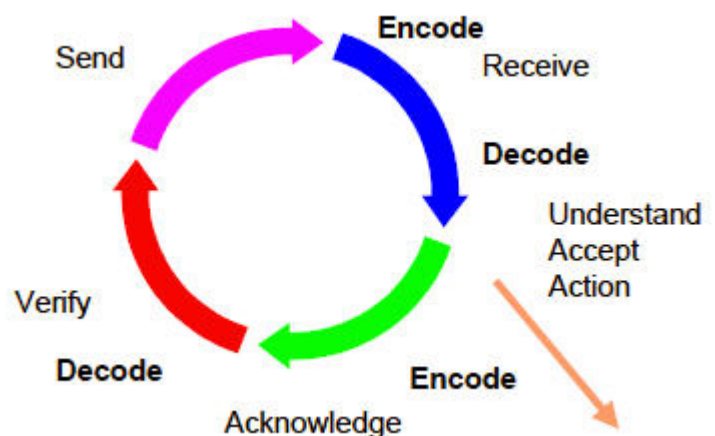 Encode
Send
Receive
Decode
Understand
Accept
Action
Verify
Decode
Encode
Acknowledge